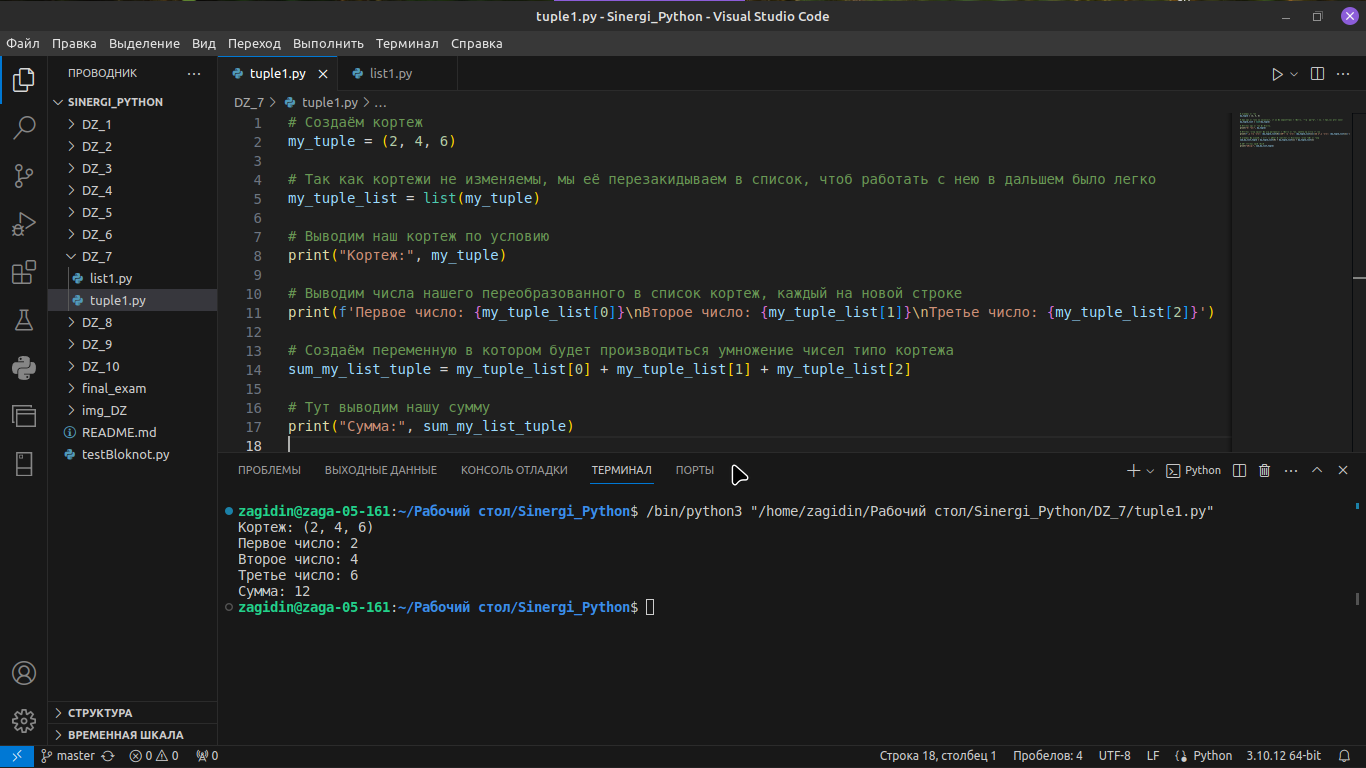 tuple1.py - Sinergi_Python - Visual Studio Code
Файл Правка Выделение Вид Переход Выполнить Терминал Справка
ПРОВОДНИК
SINERGI_PYTHON
DZ_1
DZ_2
DZ_3
DZ_4
DZ_5
DZ_6
DZ_7
list1.py
tuple1.py
DZ_8
DZ_9
DZ_10
final_exam
img_DZ
README.md
testBloknot.py
СТРУКТУРА
ВРЕМЕННАЯ ШКАЛА
tuple1.py list1.py
DZ_7 > tuple1.py > ...
1 # Создаём кортеж
2 my_tuple = (2, 4, 6)
3
4 # Так как кортежи не изменяемы, мы её перезакидываем в список, чтоб работать с нею в дальшем было легко
5 my_tuple_list = list(my_tuple)
6
7 # Выводим наш кортеж по условию
8 print("Кортеж:", my_tuple)
9
10 # Выводим числа нашего переобразованного в список кортеж, каждый на новой строке
11 print(f'Первое число: {my_tuple_list[0]}\nВторое число: {my_tuple_list[1]}\nТретье число: {my_tuple_list[2]}')
12
13 # Создаём переменную в котором будет производиться умножение чисел типо кортежа
14 sum_my_list_tuple = my_tuple_list[0] + my_tuple_list[1] + my_tuple_list[2]
15
16 # Тут выводим нашу сумму
17 print("Сумма:", sum_my_list_tuple)
18
ПРОБЛЕМЫ ВЫХОДНЫЕ ДАННЫЕ КОНСОЛЬ ОТЛАДКИ ТЕРМИНАЛ ПОРТЫ Python
zagidin@zaga-05-161:~/Рабочий стол/Sinergi_Python$ /bin/python3 "/home/zagidin/Рабочий стол/Sinergi_Python/DZ_7/tuple1.py"
Кортеж: (2, 4, 6)
Первое число: 2
Второе число: 4
Третье число: 6
Сумма: 12
zagidin@zaga-05-161:~/Рабочий стол/Sinergi_Python$
master 0 0 0 Строка 18, столбец 1 Пробелов: 4 UTF-8 LF Python 3.10.12 64-bit